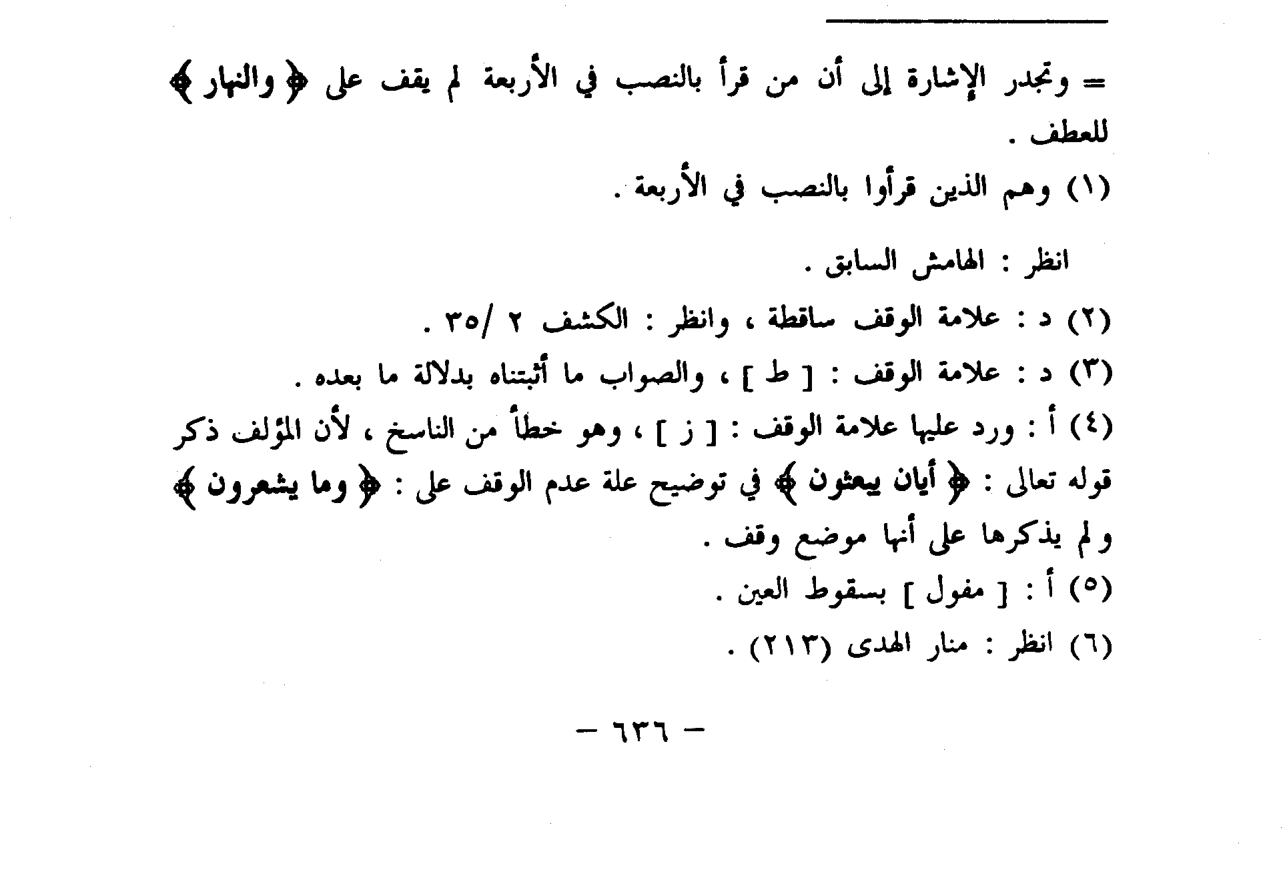 = وتجدر الإشارة إلى أن من قرأ بالنصب في الأربعة لم يقف على ﴿ والنهار ﴾
للعطف .
(١) وهم الذين قرأوا بالنصب في الأربعة .
انظر : الهامش السابق .
(٢) د : علامة الوقف ساقطة ، وانظر : الكشف ٢ /٣٥ .
(٣) د : علامة الوقف : [ ط ] ، والصواب ما أثبتناه بدلالة ما بعده .
(٤) أ : ورد عليها علامة الوقف : [ ز ] ، وهو خطأ من الناسخ ، لأن المؤلف ذكر
قوله تعالى : ﴿ أيان يبعثون ﴾ في توضيح علة عدم الوقف على : ﴿ وما يشعرون ﴾
و لم يذكرها على أنها موضع وقف .
(٥) أ : [ مفول ] بسقوط العين .
(٦) انظر : منار الهدى (٢١٣) .
– ٦٣٦ –